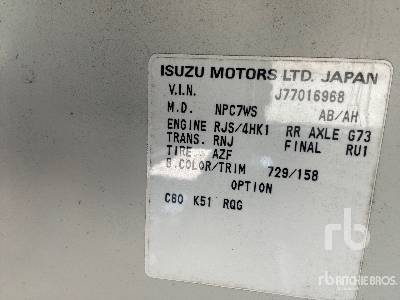 ISUZU MOTORS LTD. JAPAN
V.I.N. J77016968
M.D. NPC7WS AB/AH
ENGINE RJS/4HK1 RR AXLE G73
TRANS. RNJ FINAL RU1
TIRE AZF
B.COLOR/TRIM 729/158
OPTION
C60 K51 RQG
rb
RITCHIE BROS.